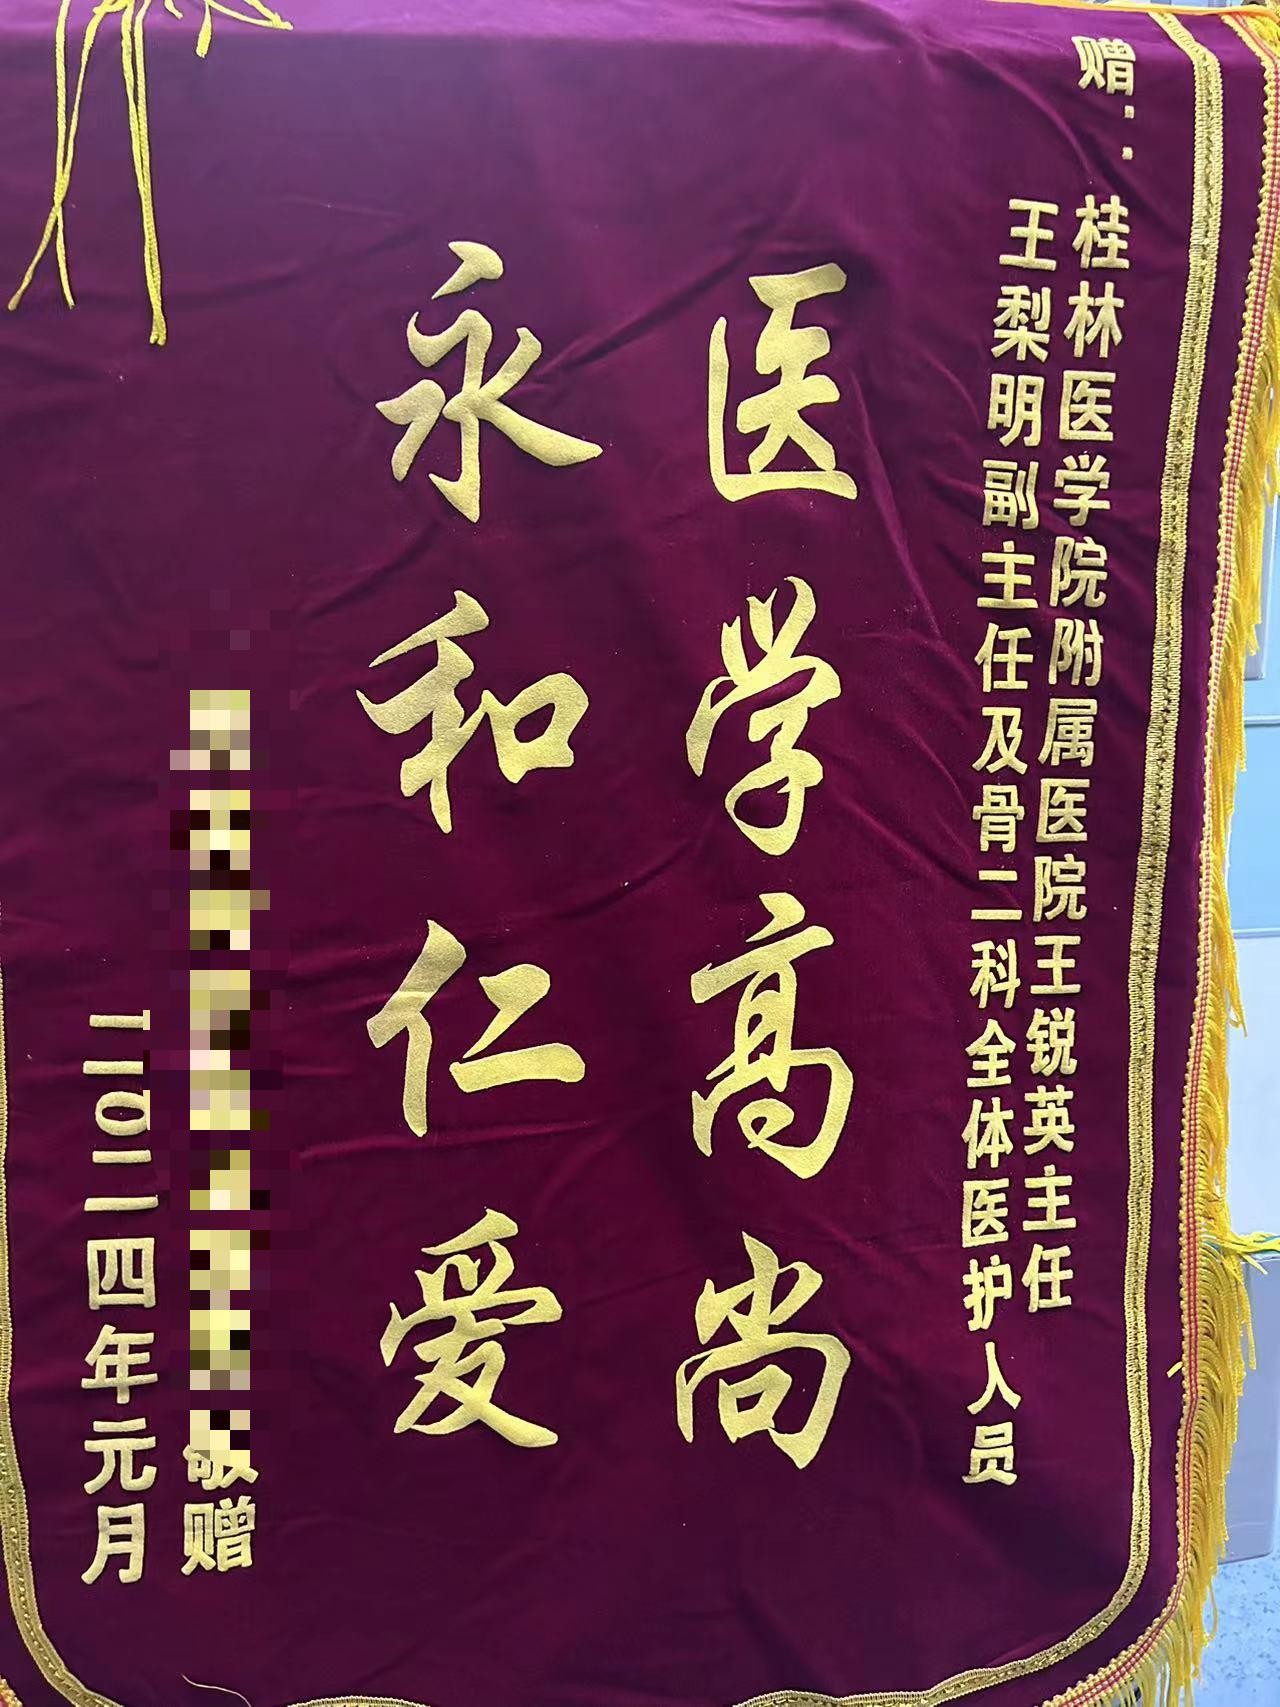 赠：
桂林医学院附属医院王锐英主任
王梨明副主任及骨二科全体医护人员
医学高尚
永和仁爱
敬赠
二〇二四年元月